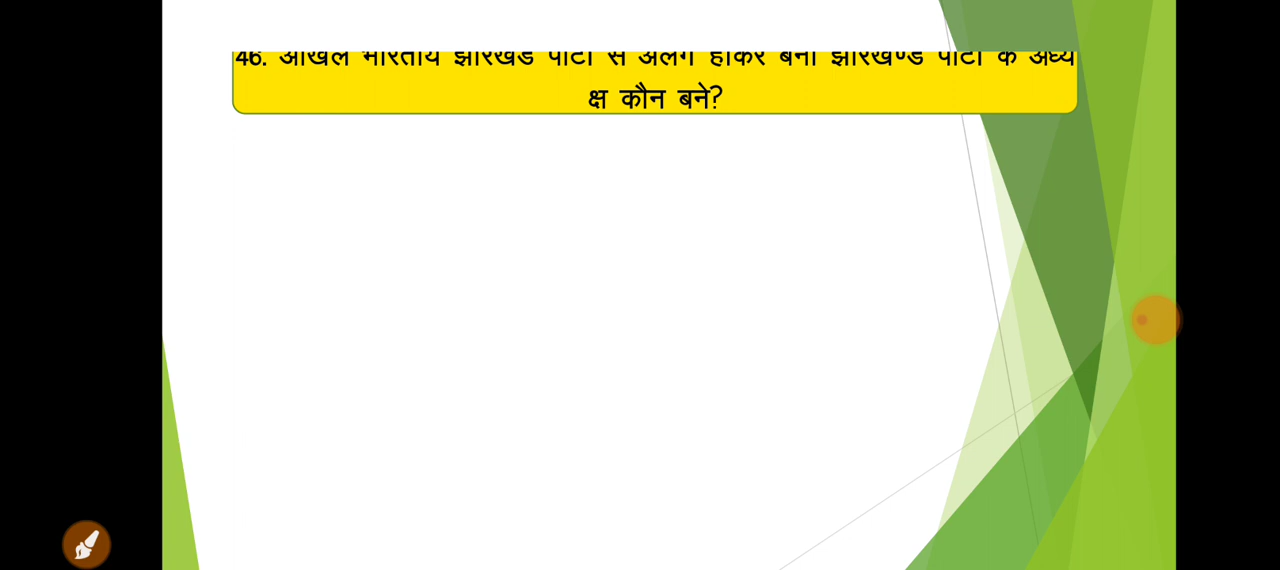 46. अखिल भारतीय झारखंड पार्टी से अलग होकर बनी झारखण्ड पार्टी के अध्य
क्ष कौन बने?